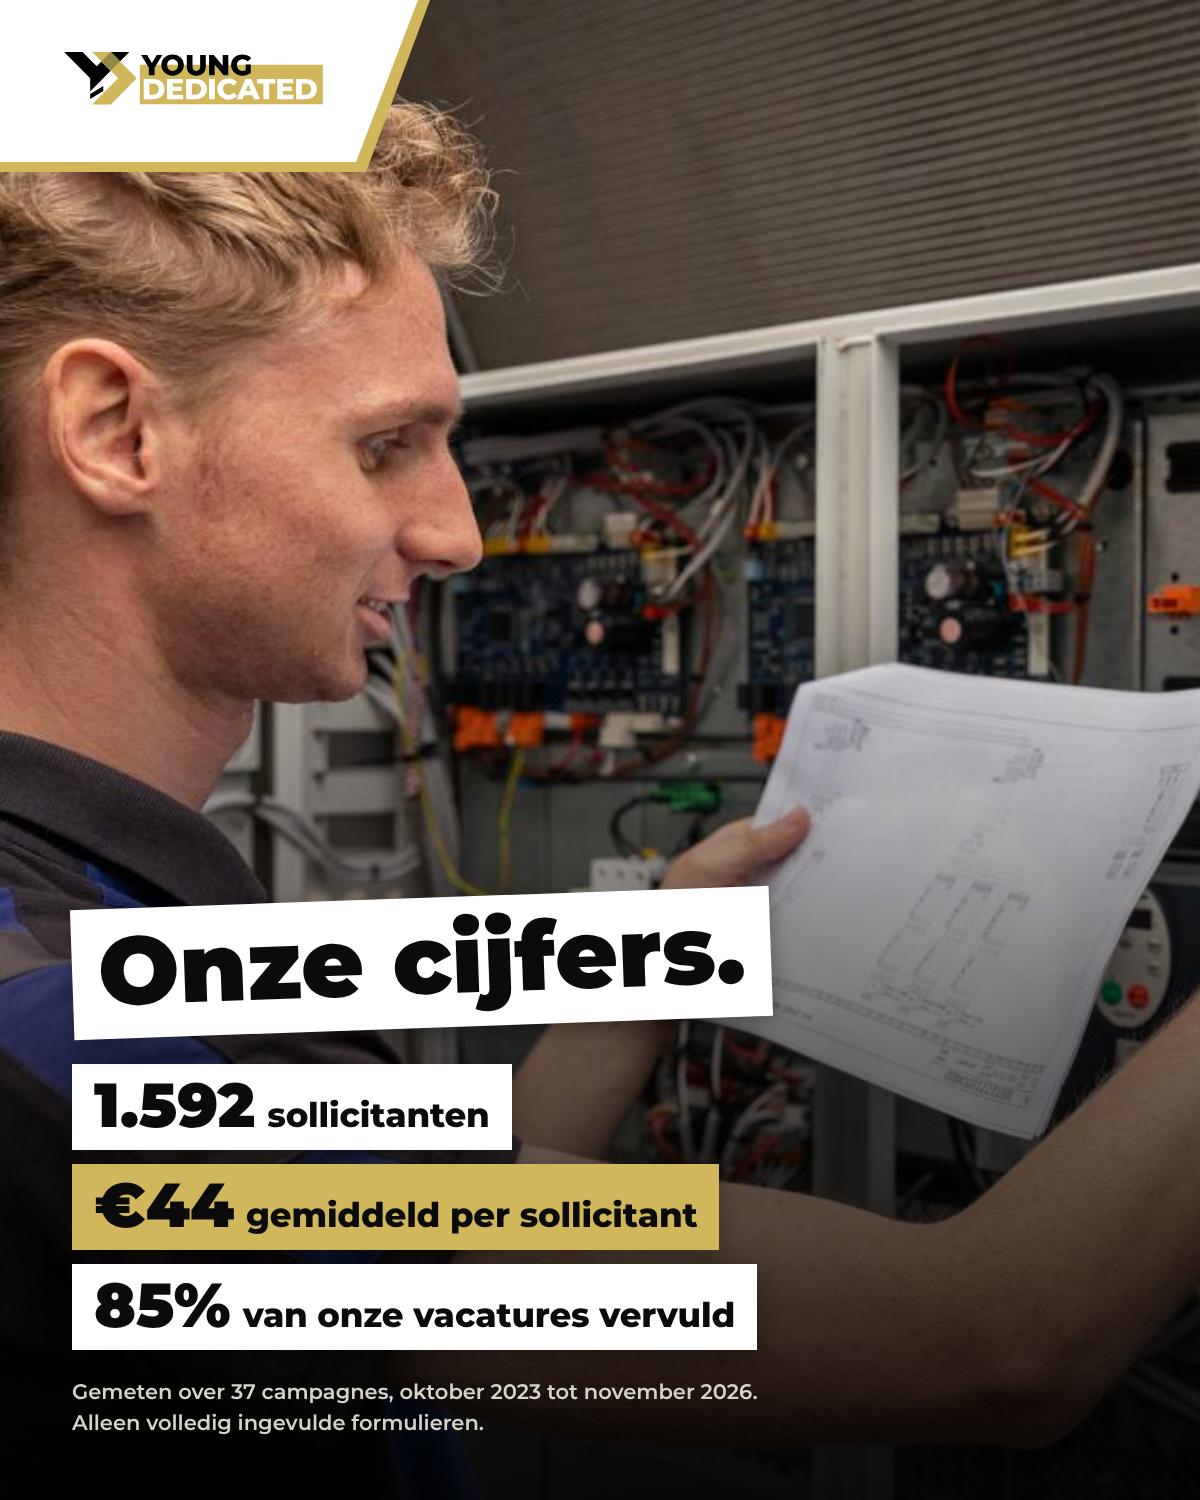 YOUNG
DEDICATED
Onze cijfers.
1.592 sollicitanten
€44 gemiddeld per sollicitant
85% van onze vacatures vervuld
Gemeten over 37 campagnes, oktober 2023 tot november 2026.
Alleen volledig ingevulde formulieren.